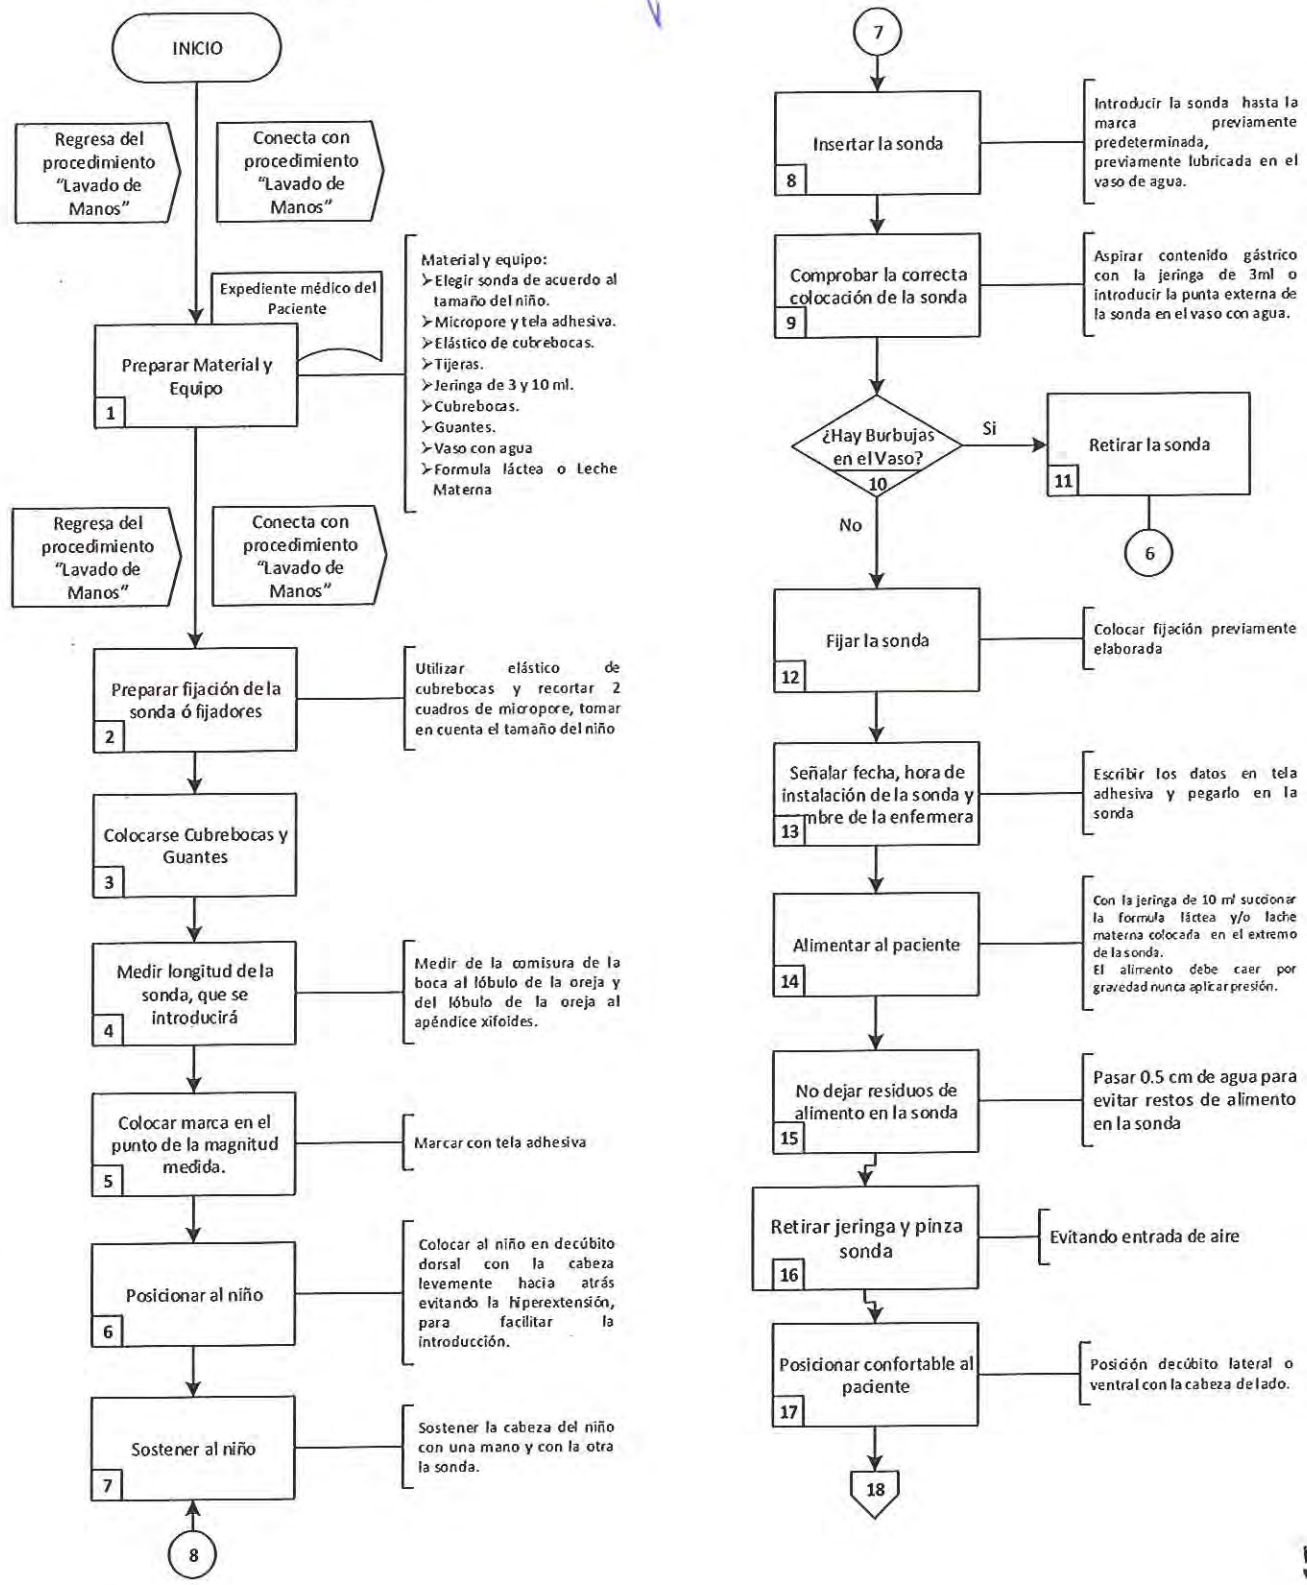 INICIO
Regresa del
procedimiento
"Lavado de
Manos"
Conecta con
procedimiento
"Lavado de
Manos"
Expediente médico del
Paciente
Preparar Material y
Equipo
1
Material y equipo:
➢Elegir sonda de acuerdo al
tamaño del niño.
➢Micropore y tela adhesiva.
➢Elástico de cubrebocas.
➢Tijeras.
➢Jeringa de 3 y 10 ml.
➢Cubrebocas.
➢Guantes.
➢Vaso con agua
➢Formula láctea o Leche
Materna
Regresa del
procedimiento
"Lavado de
Manos"
Conecta con
procedimiento
"Lavado de
Manos"
Preparar fijación de la
sonda ó fijadores
2
Utilizar elástico de
cubrebocas y recortar 2
cuadros de micropore, tomar
en cuenta el tamaño del niño
Colocarse Cubrebocas y
Guantes
3
Medir longitud de la
sonda, que se
introducirá
4
Medir de la comisura de la
boca al lóbulo de la oreja y
del lóbulo de la oreja al
apéndice xifoides.
Colocar marca en el
punto de la magnitud
medida.
5
Marcar con tela adhesiva
Posicionar al niño
6
Colocar al niño en decúbito
dorsal con la cabeza
levemente hacia atrás
evitando la hiperextensión,
para facilitar la
introducción.
Sostener al niño
7
Sostener la cabeza del niño
con una mano y con la otra
la sonda.
8
7
Insertar la sonda
8
Introducir la sonda hasta la
marca previamente
predeterminada,
previamente lubricada en el
vaso de agua.
Comprobar la correcta
colocación de la sonda
9
Aspirar contenido gástrico
con la jeringa de 3ml o
introducir la punta externa de
la sonda en el vaso con agua.
¿Hay Burbujas
en el Vaso?
10
Si
No
Retirar la sonda
11
6
Fijar la sonda
12
Colocar fijación previamente
elaborada
Señalar fecha, hora de
instalación de la sonda y
mbre de la enfermera
13
Escribir los datos en tela
adhesiva y pegarlo en la
sonda
Alimentar al paciente
14
Con la jeringa de 10 ml succionar
la formula láctea y/o lache
materna colocada en el extremo
de la sonda.
El alimento debe caer por
gravedad nunca aplicar presión.
No dejar residuos de
alimento en la sonda
15
Pasar 0.5 cm de agua para
evitar restos de alimento
en la sonda
Retirar jeringa y pinza
sonda
16
Evitando entrada de aire
Posicionar confortable al
paciente
17
Posición decúbito lateral o
ventral con la cabeza de lado.
18